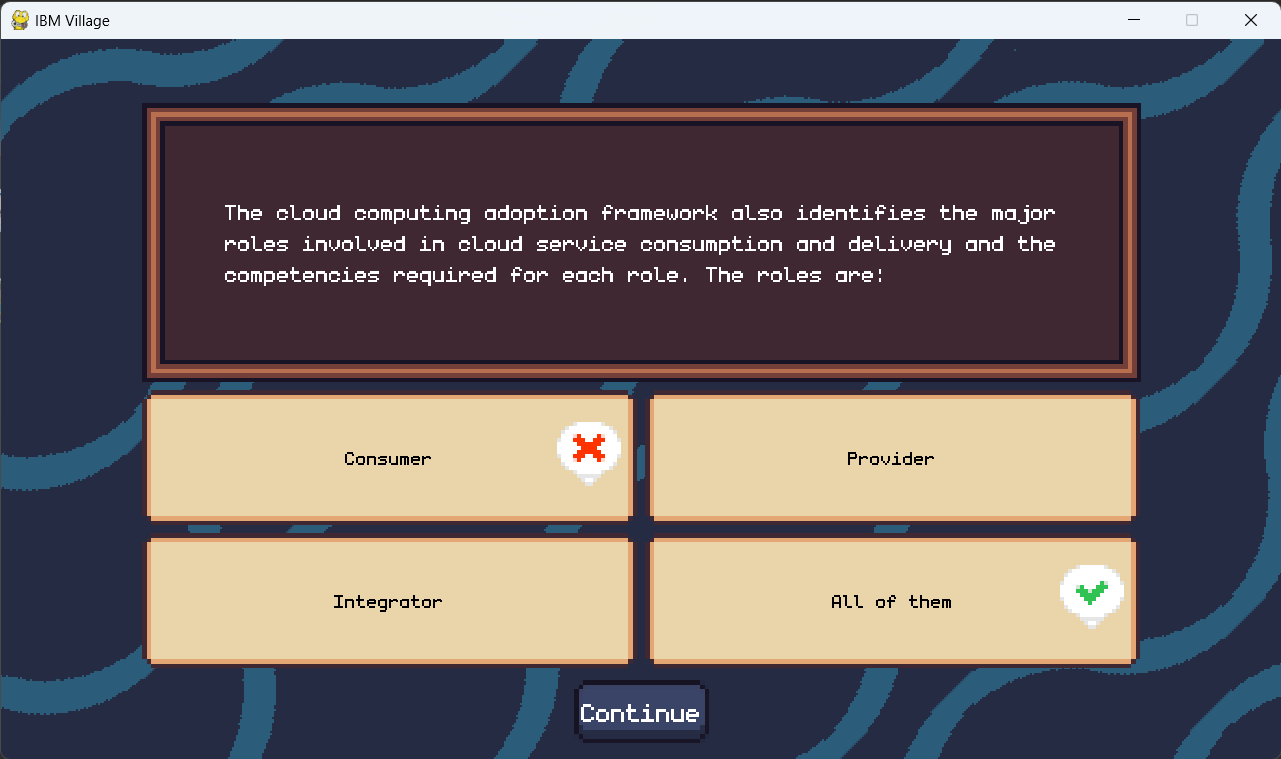 IBM Village
The cloud computing adoption framework also identifies the major
roles involved in cloud service consumption and delivery and the
competencies required for each role. The roles are:
Consumer
Provider
Integrator
All of them
Continue